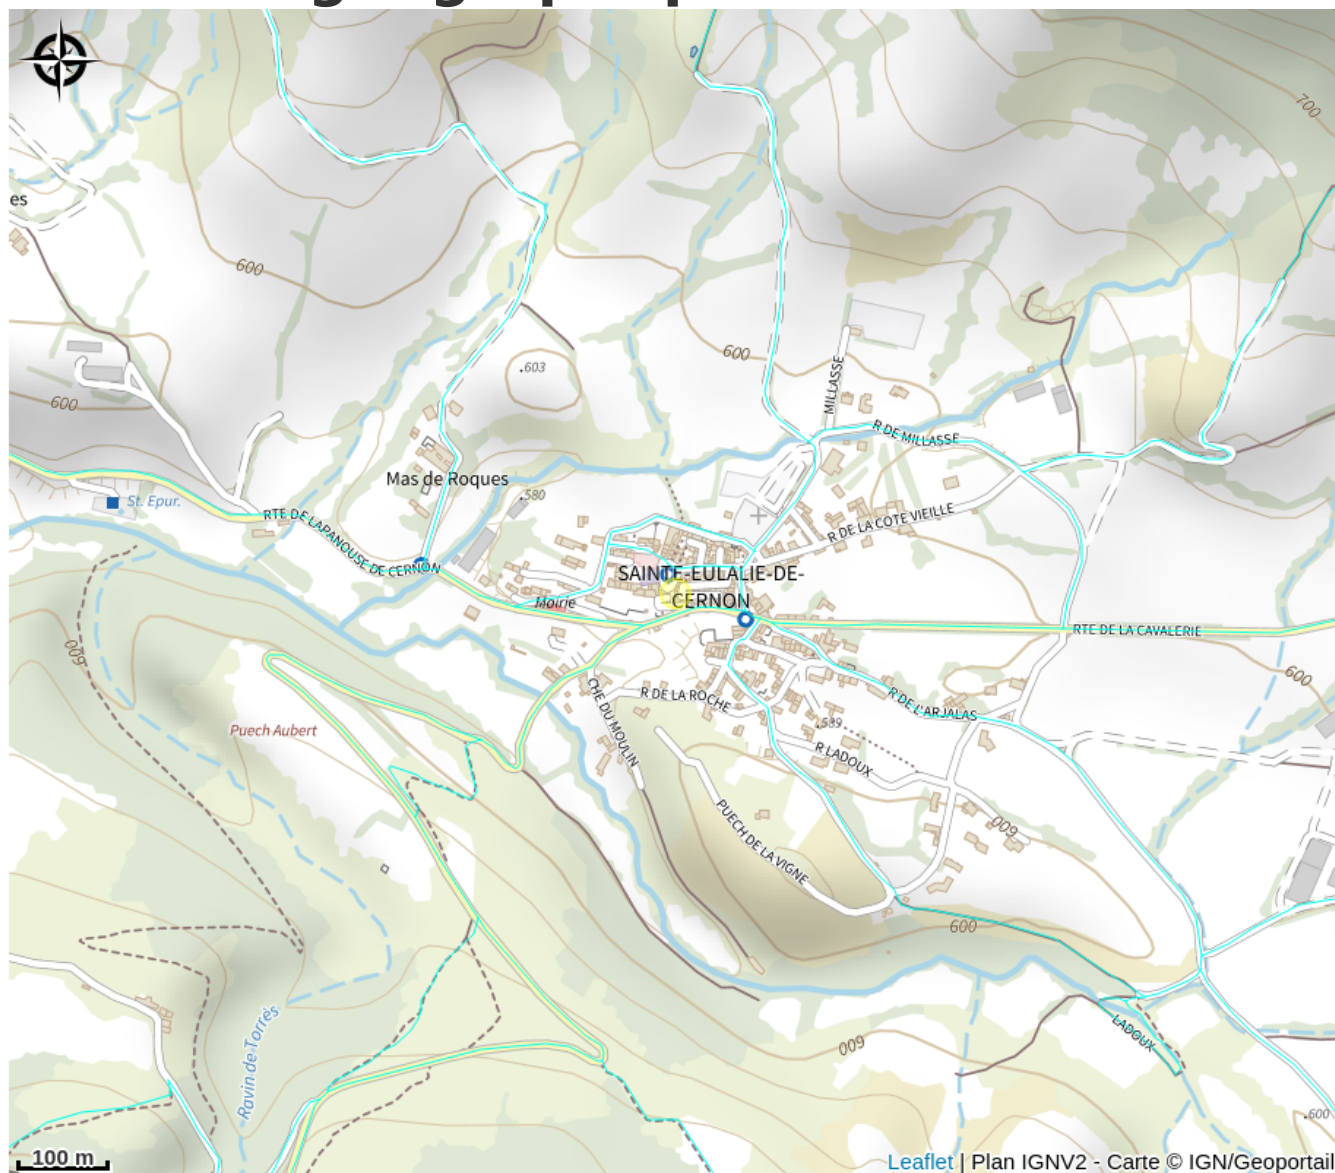 700
es
600
600
.603
600
MILLASSE
R DE MILLASSE
Mas de Roques
.580
St. Epur.
RTE DE LAPANOUSE DE CERNON
R DE LA COTE VIEILLE
SAINTE-EULALIE-DE-
CERNON
Mairie
RTE DE LA CAVALERIE
600
600
CHE DU MOULIN
R DE LA ROCHE
R DE L'ARJALAS
.589
Puech Aubert
R LADOUX
PUECH DE LA VIGNE
600
600
LADOUX
600
Ravin de Torrès
.600
100 m
Leaflet | Plan IGNV2 - Carte © IGN/Geoportail